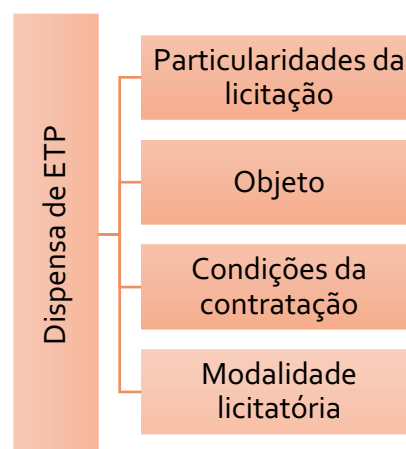 Dispensa de ETP
Particularidades da
licitação
Objeto
Condições da
contratação
Modalidade
licitatória